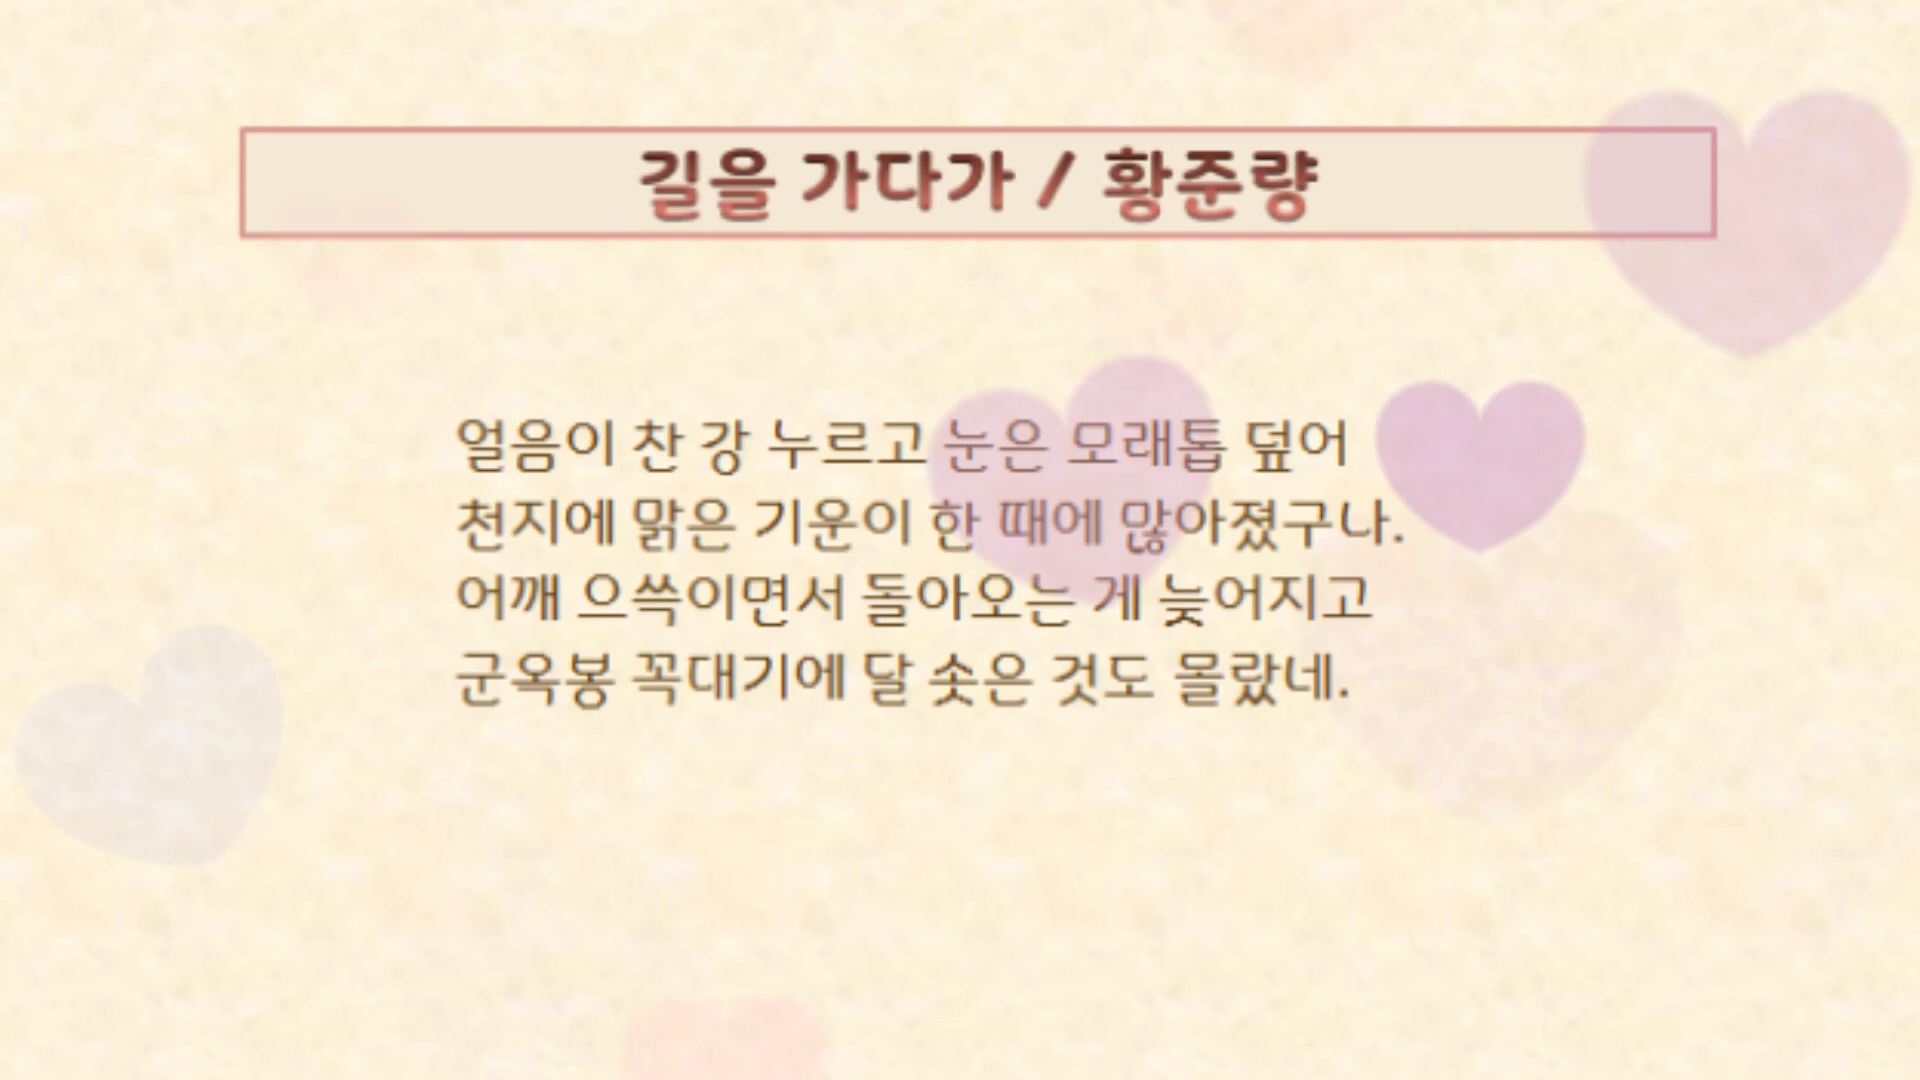 길을 가다가 / 황준량
얼음이 찬 강 누르고 눈은 모래톱 덮어
천지에 맑은 기운이 한 때에 많아졌구나.
어깨 으쓱이면서 돌아오는 게 늦어지고
군옥봉 꼭대기에 달 솟은 것도 몰랐네.